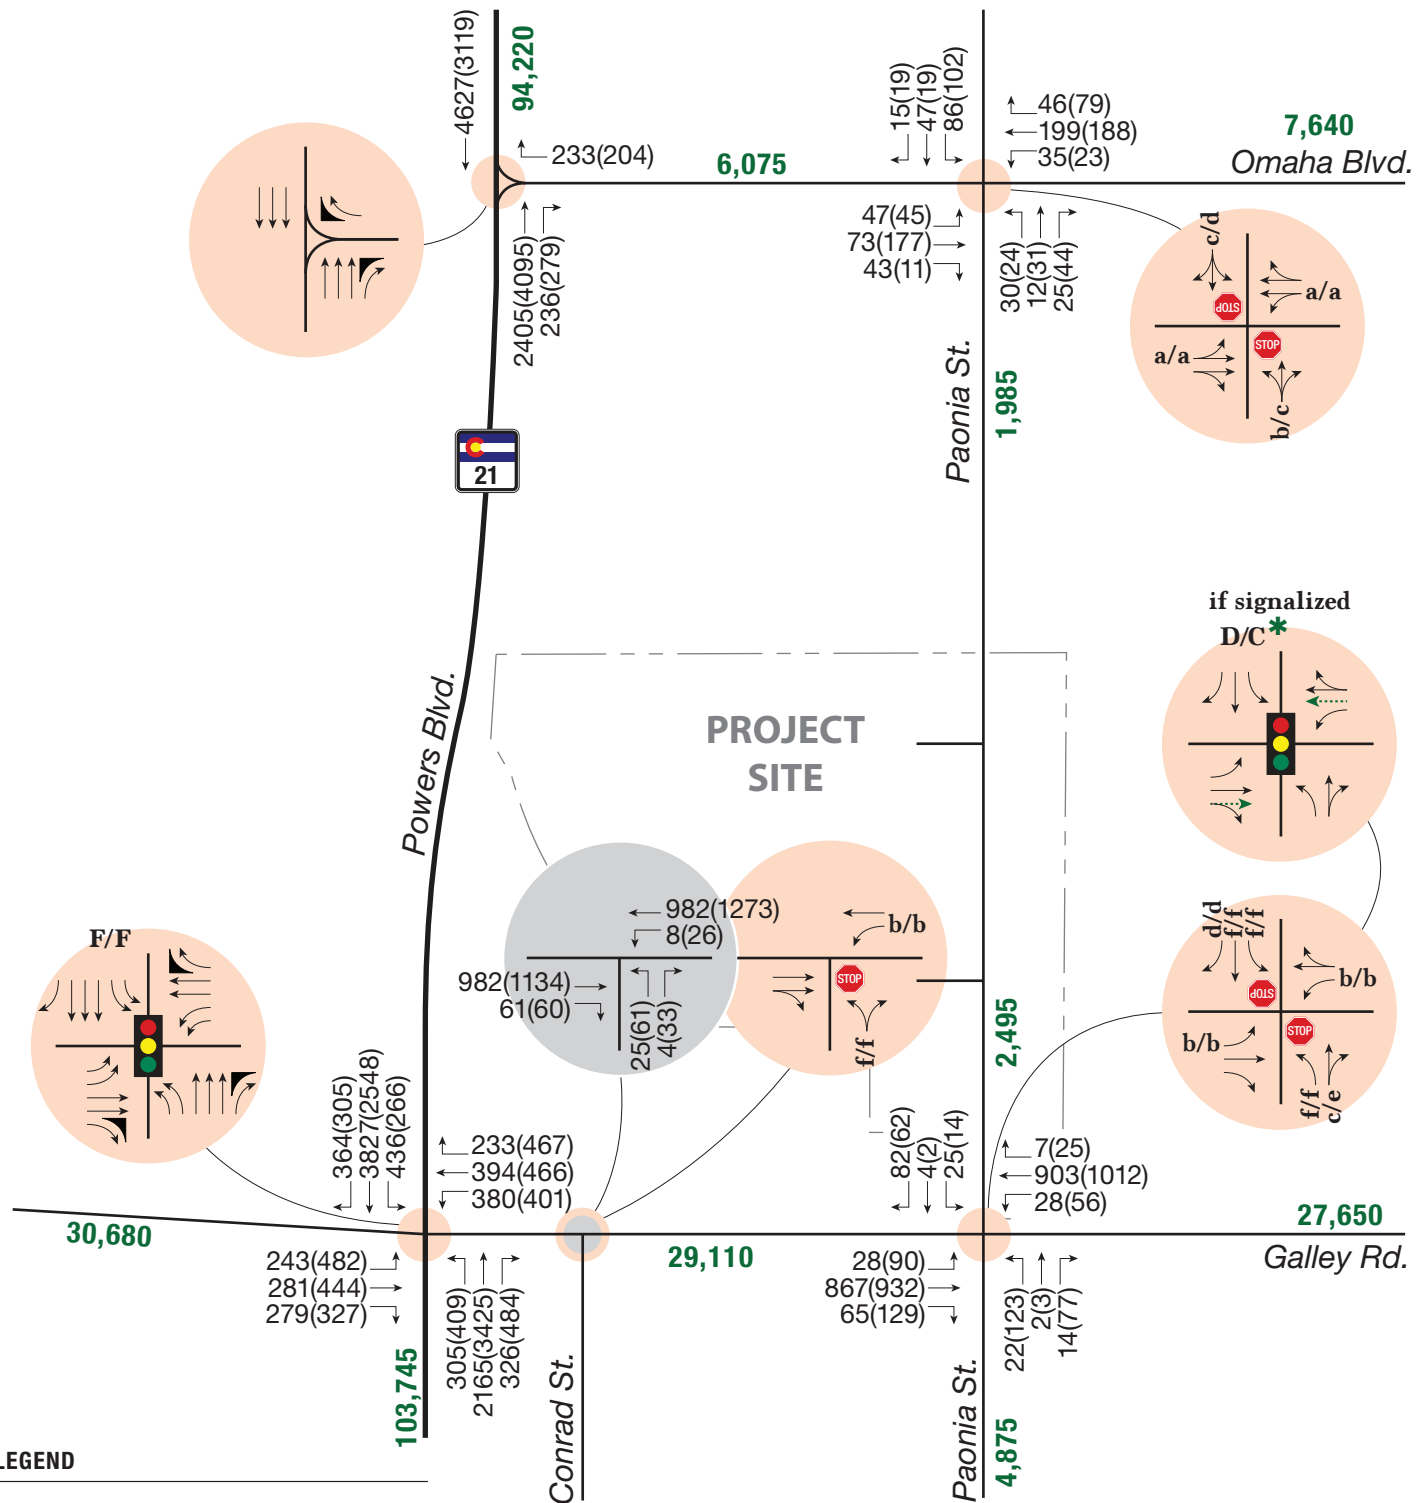 4627(3119)
94,220
233(204)
6,075
2405(4095)
236(279)
15(19)
47(19)
86(102)
46(79)
199(188)
35(23)
7,640
Omaha Blvd.
47(45)
73(177)
43(11)
30(24)
12(31)
25(44)
c/d
a/a
STOP
STOP
a/a
b/c
Paonia St.
1,985
21
if signalized
D/C*
PROJECT
SITE
Powers Blvd.
982(1273)
8(26)
982(1134)
61(60)
25(61)
4(33)
b/b
STOP
f/f
2,495
d/d
f/f
f/f
b/b
STOP
STOP
b/b
f/f
c/e
F/F
364(305)
3827(2548)
436(266)
233(467)
394(466)
380(401)
30,680
243(482)
281(444)
279(327)
305(409)
2165(3425)
326(484)
103,745
Conrad St.
29,110
82(62)
4(2)
25(14)
7(25)
903(1012)
28(56)
27,650
Galley Rd.
28(90)
867(932)
65(129)
22(123)
2(3)
14(77)
Paonia St.
4,875
LEGEND